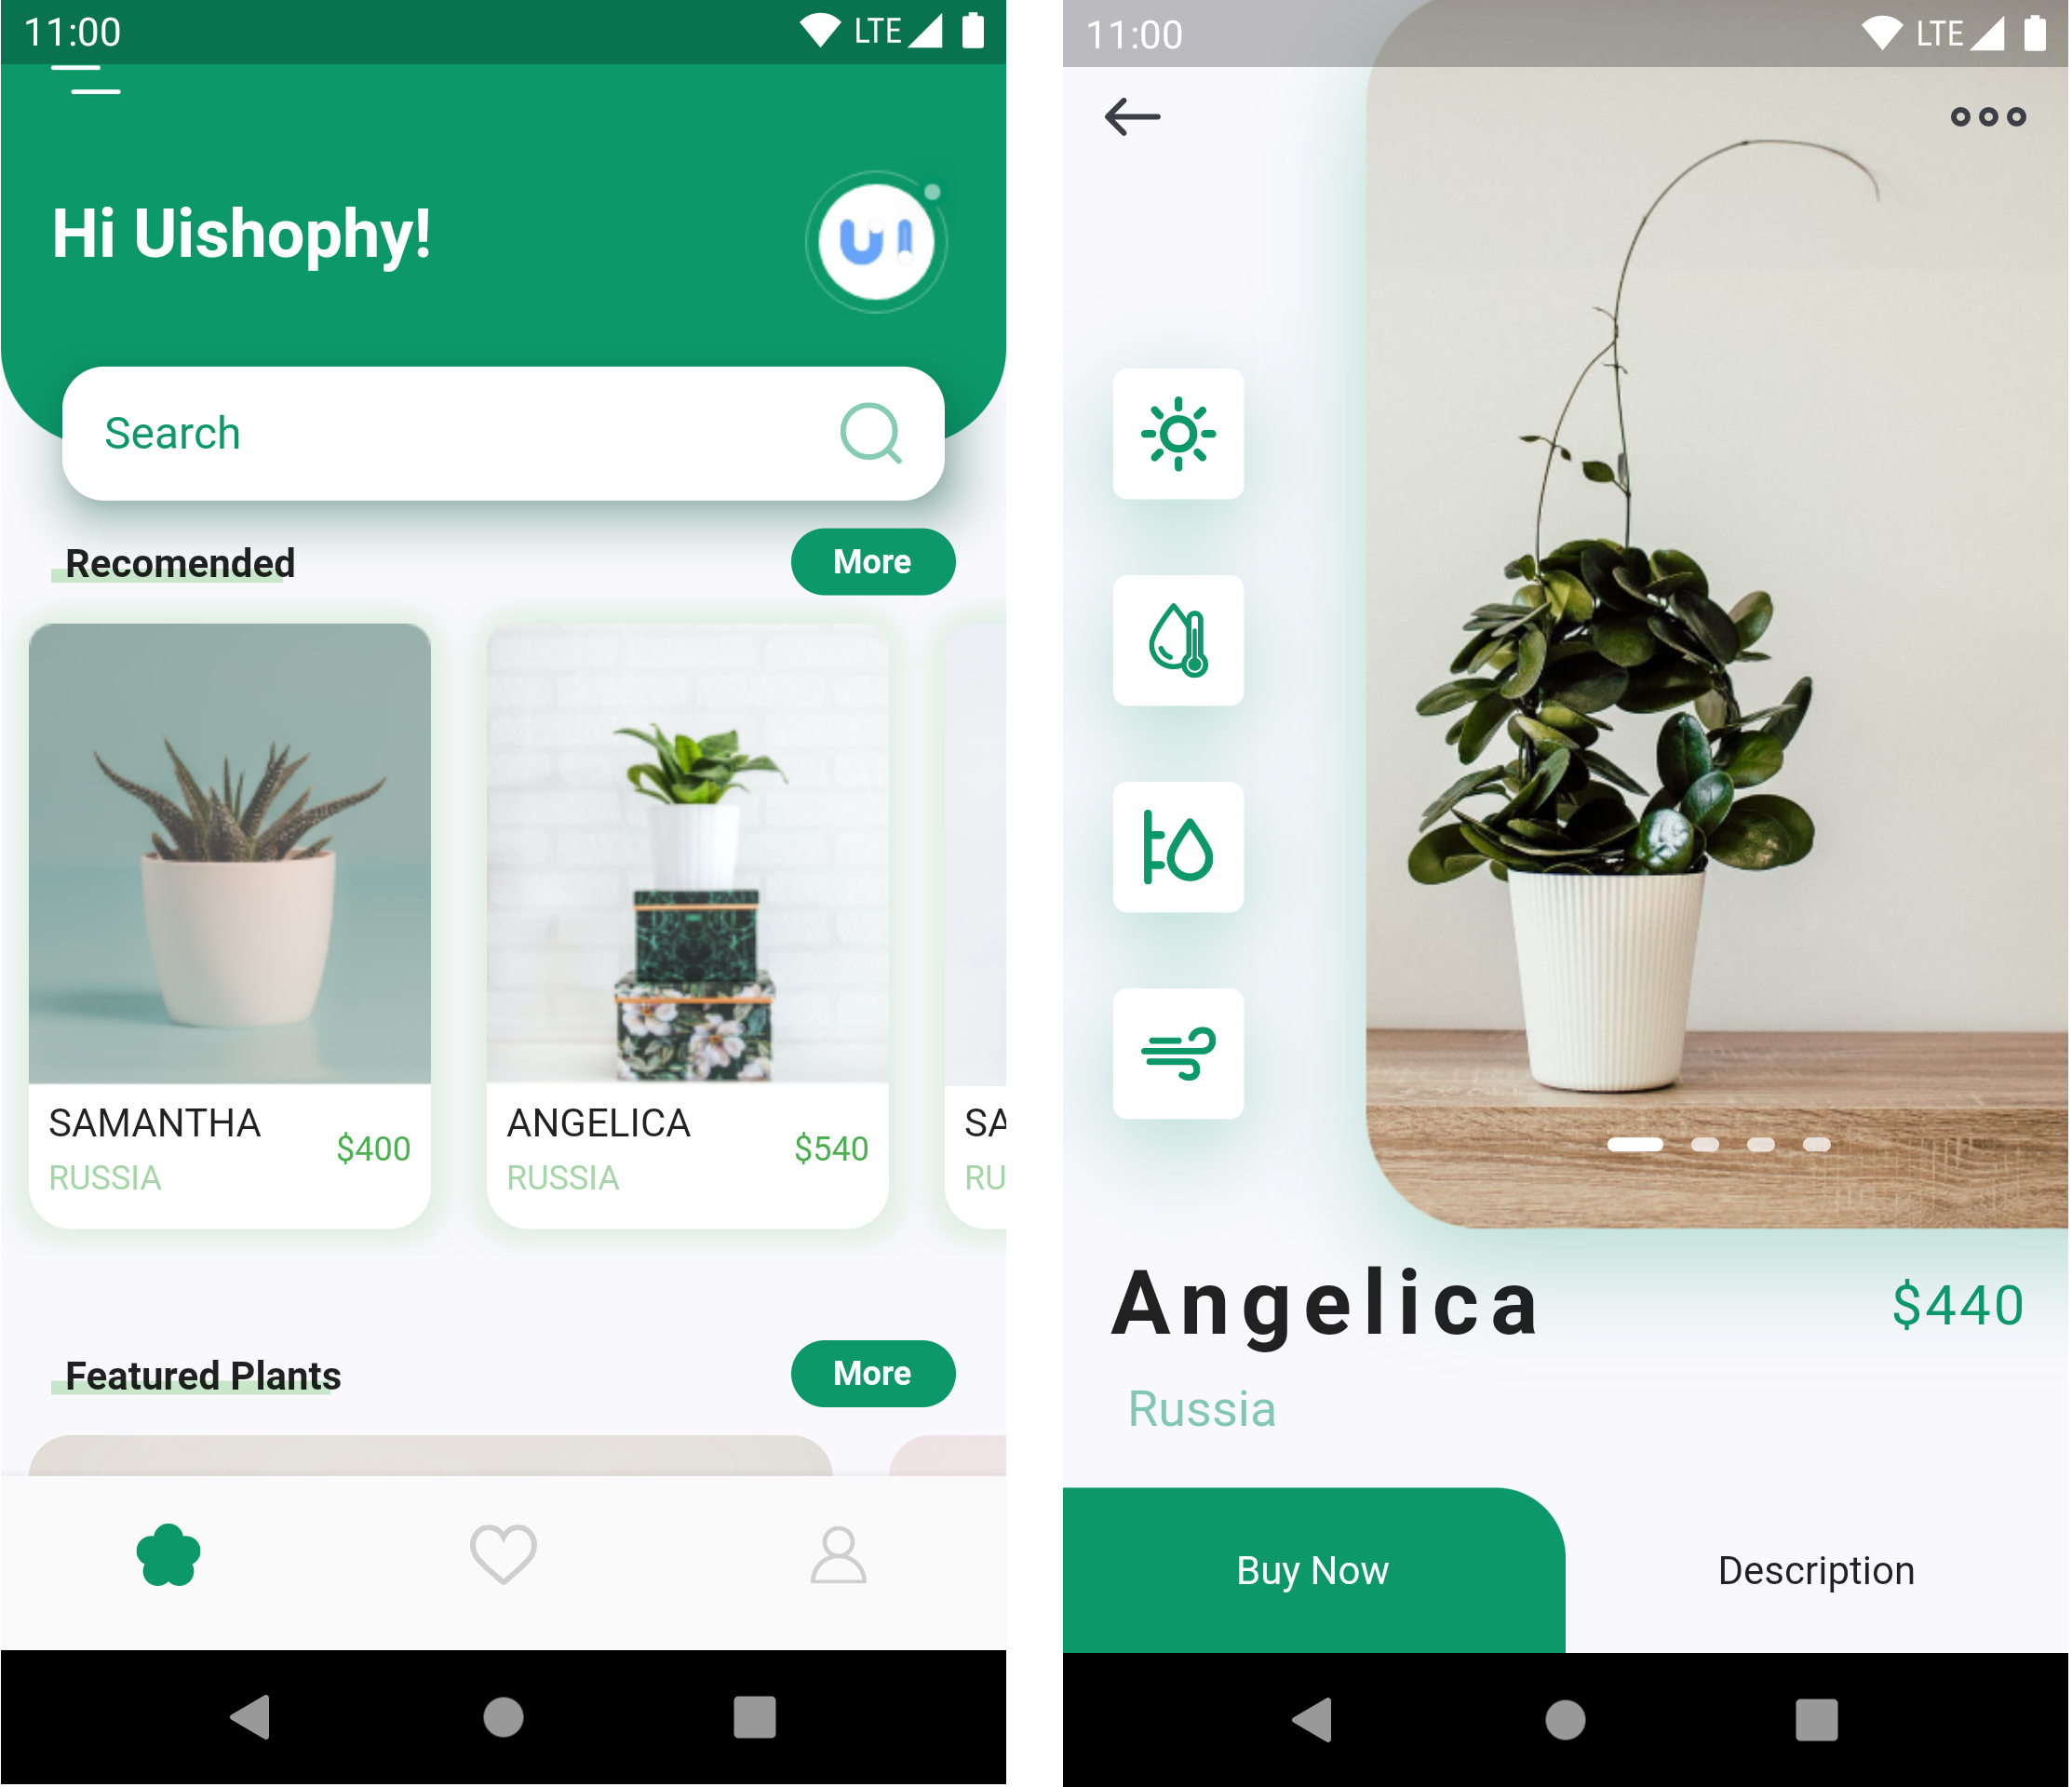 11:00
LTE
Hi Uishophy!
UI
Search
Recomended
More
SAMANTHA
$400
RUSSIA
ANGELICA
$540
RUSSIA
SA
RU
Featured Plants
More
11:00
LTE
Angelica
$440
Russia
Buy Now
Description